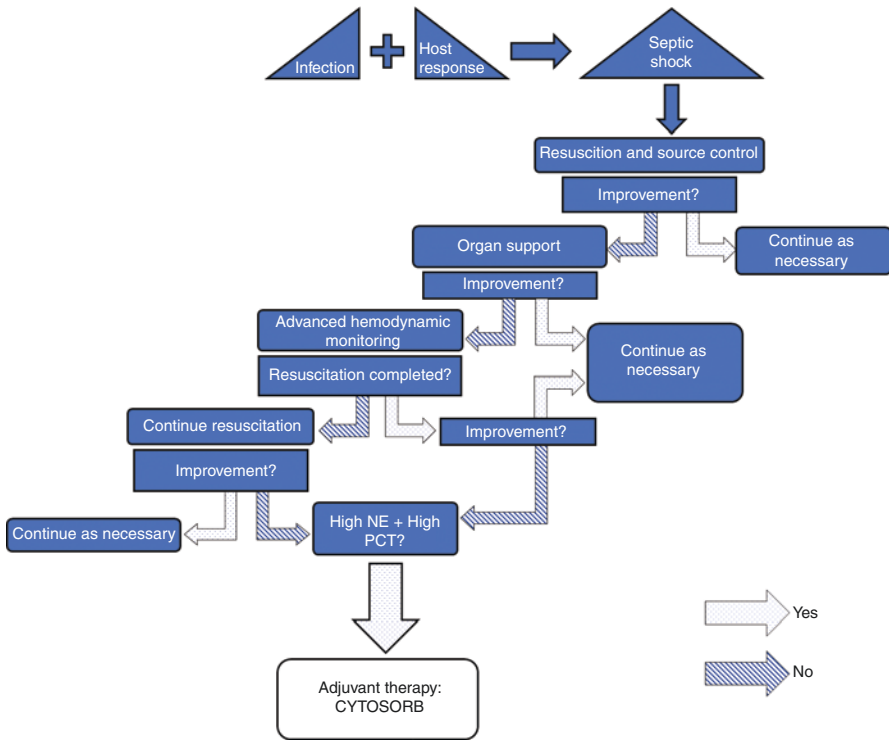 Infection
Host
response
Septic
shock
Resuscition and source control
Improvement?
Continue as
necessary
Organ support
Improvement?
Advanced hemodynamic
monitoring
Continue as
necessary
Resuscitation completed?
Continue resuscitation
Improvement?
Improvement?
Continue as necessary
High NE + High
PCT?
Yes
No
Adjuvant therapy:
CYTOSORB